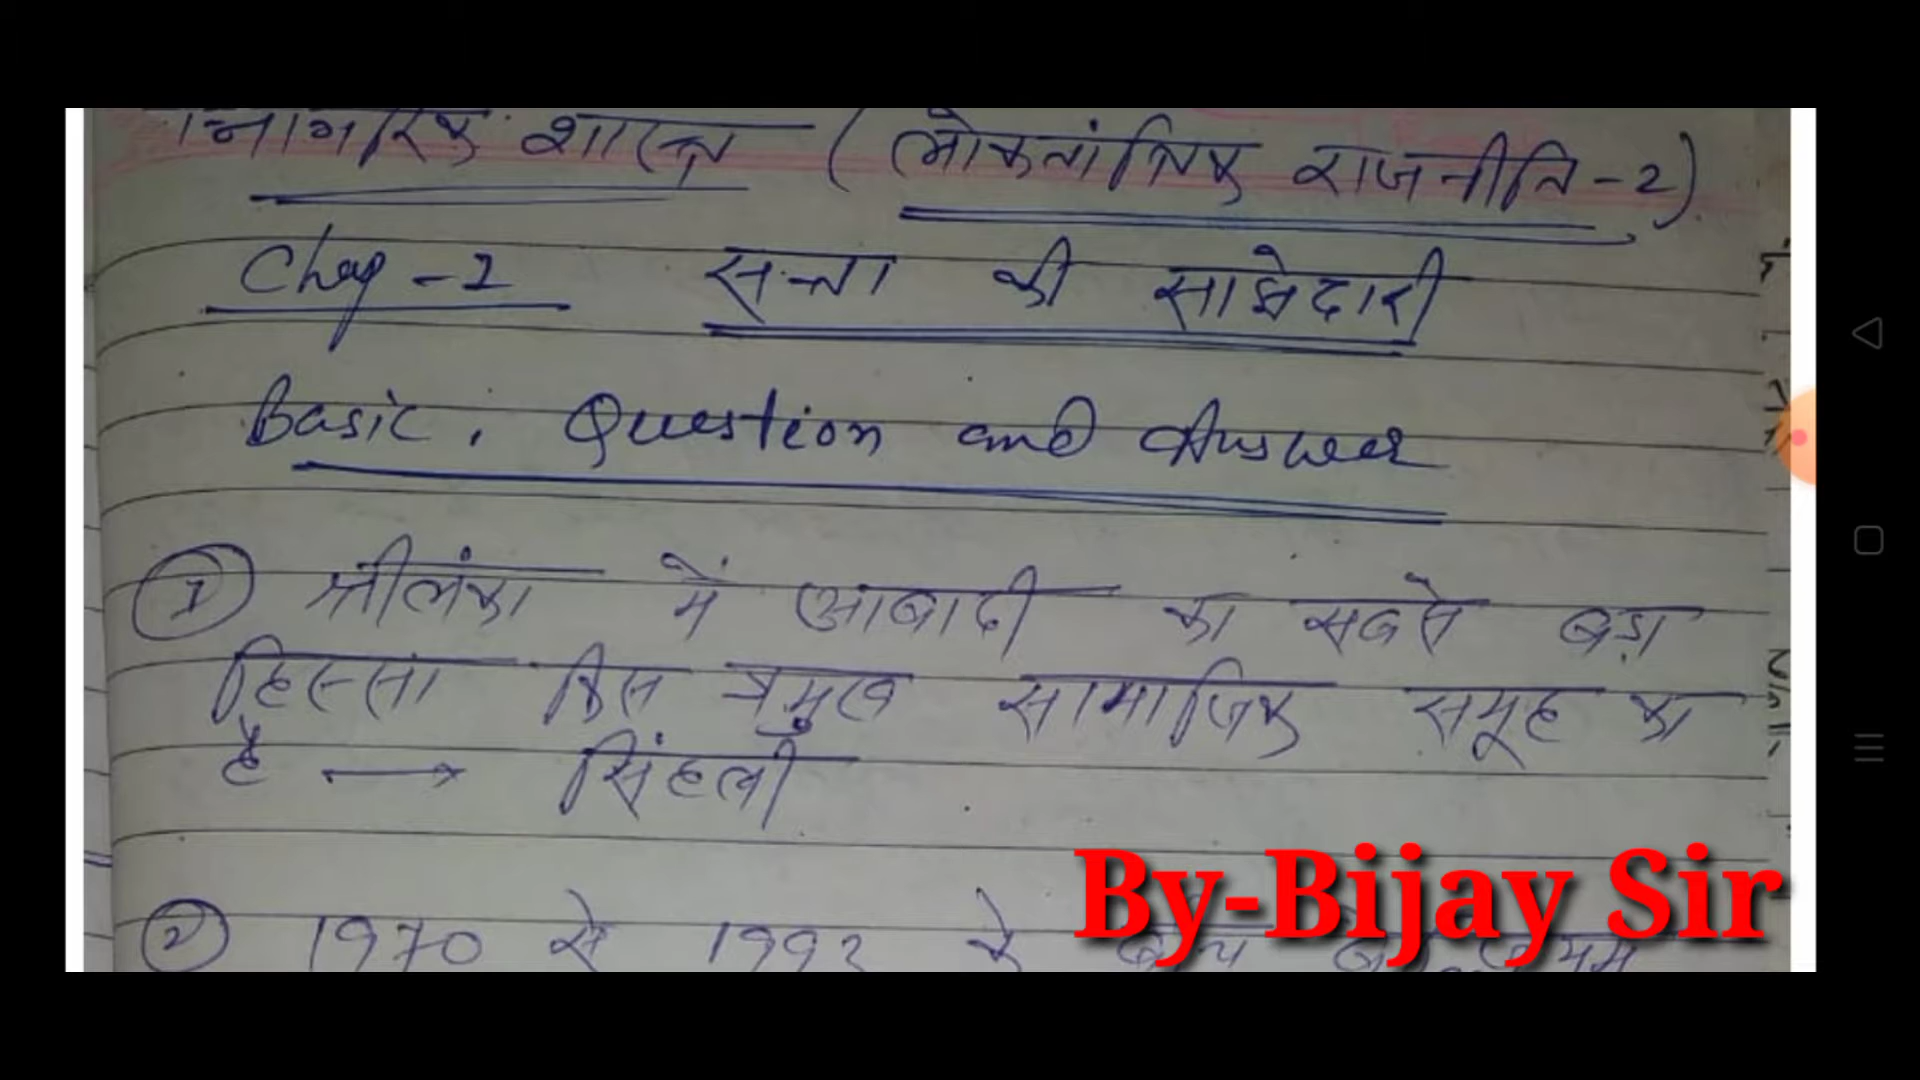 नागरिक शास्त्र (लोकतांत्रिक राजनीति-2)
Chap-1 सत्ता की साझेदारी
Basic. Question and Answer
① श्रीलंका में आबादी का सबसे बड़ा
हिस्सा किस प्रमुख सामाजिक समूह का
है → सिंहली
② 1970 से 1992 के बीच
By-Bijay Sir